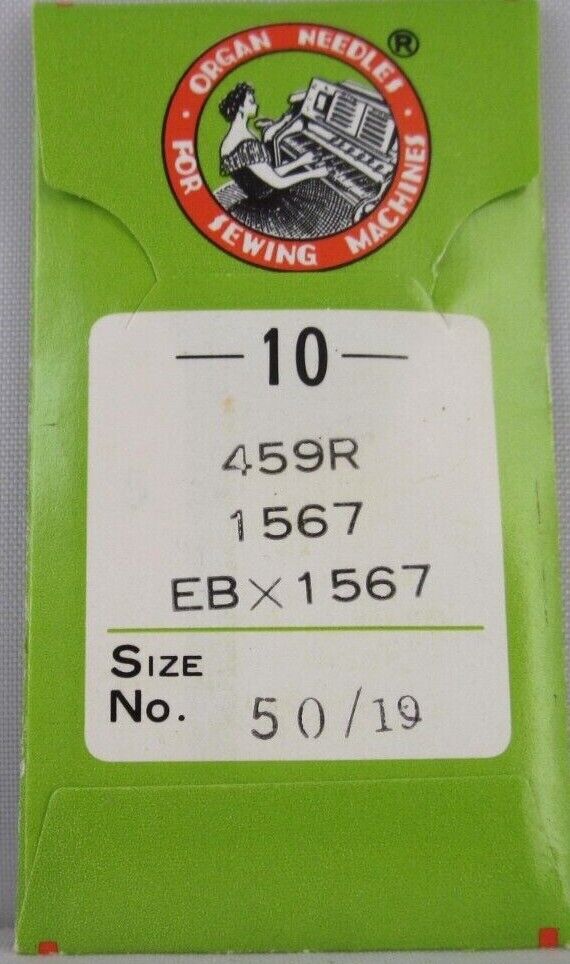 · ORGAN NEEDLES ·
FOR SEWING MACHINES
®
—10—
459R
1567
EB×1567
SIZE
No. 50/19